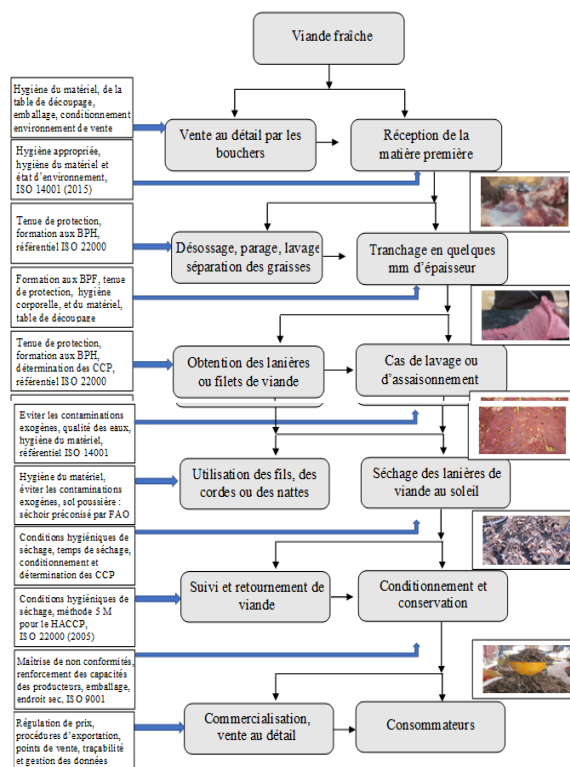 Viande fraîche
Hygiène du matériel, de la
table de découpage,
emballage, conditionnement
environnement de vente
Vente au détail par les
bouchers
Réception de la
matière première
Hygiène appropriée,
hygiène du matériel et
état d'environnement,
ISO 14001 (2015)
Tenue de protection,
formation aux BPH,
référentiel ISO 22000
Désossage, parage, lavage
séparation des graisses
Tranchage en quelques
mm d'épaisseur
Formation aux BPF, tenue
de protection, hygiène
corporelle, et du matériel,
table de découpage
Tenue de protection,
formation aux BPH,
détermination des CCP,
référentiel ISO 22000
Obtention des lanières
ou filets de viande
Cas de lavage ou
d'assaisonnement
Eviter les contaminations
exogènes, qualité des eaux,
hygiène du matériel,
référentiel ISO 14001
Hygiène du matériel,
éviter les contaminations
exogènes, sol poussière :
séchoir préconisé par FAO
Utilisation des fils, des
cordes ou des nattes
Séchage des lanières de
viande au soleil
Conditions hygiéniques de
séchage, temps de séchage,
conditionnement et
détermination des CCP
Conditions hygiéniques de
séchage, méthode 5 M
pour le HACCP,
ISO 22000 (2005)
Suivi et retournement de
viande
Conditionnement et
conservation
Maîtrise de non conformités,
renforcement des capacités
des producteurs, emballage,
endroit sec, ISO 9001
Régulation de prix,
procédures d'exportation,
points de vente, traçabilité
et gestion des données
Commercialisation,
vente au détail
Consommateurs